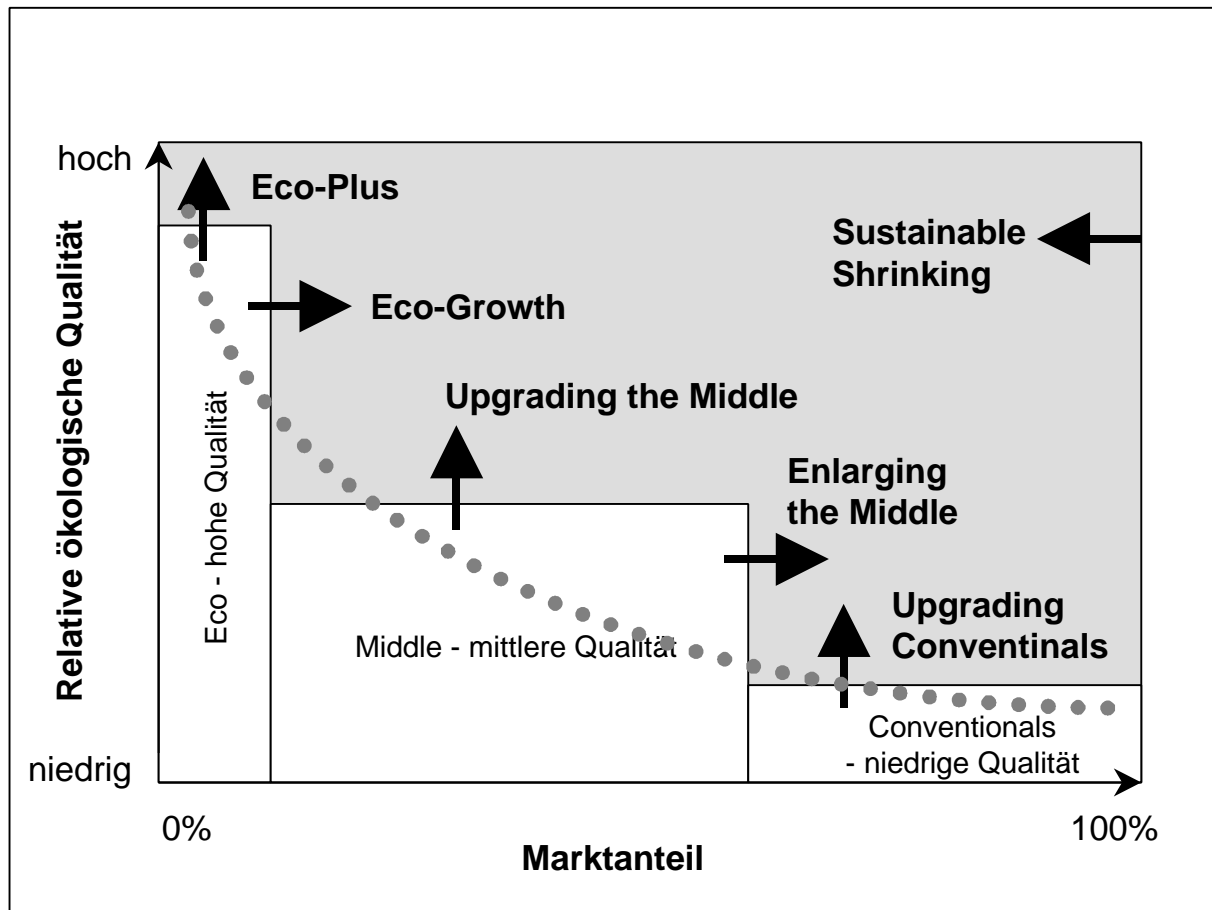 hoch
Relative ökologische Qualität
niedrig
Eco-Plus
Eco-Growth
Sustainable
Shrinking
Upgrading the Middle
Enlarging
the Middle
Upgrading
Conventinals
Eco - hohe Qualität
Middle - mittlere Qualität
Conventionals
- niedrige Qualität
0%
100%
Marktanteil